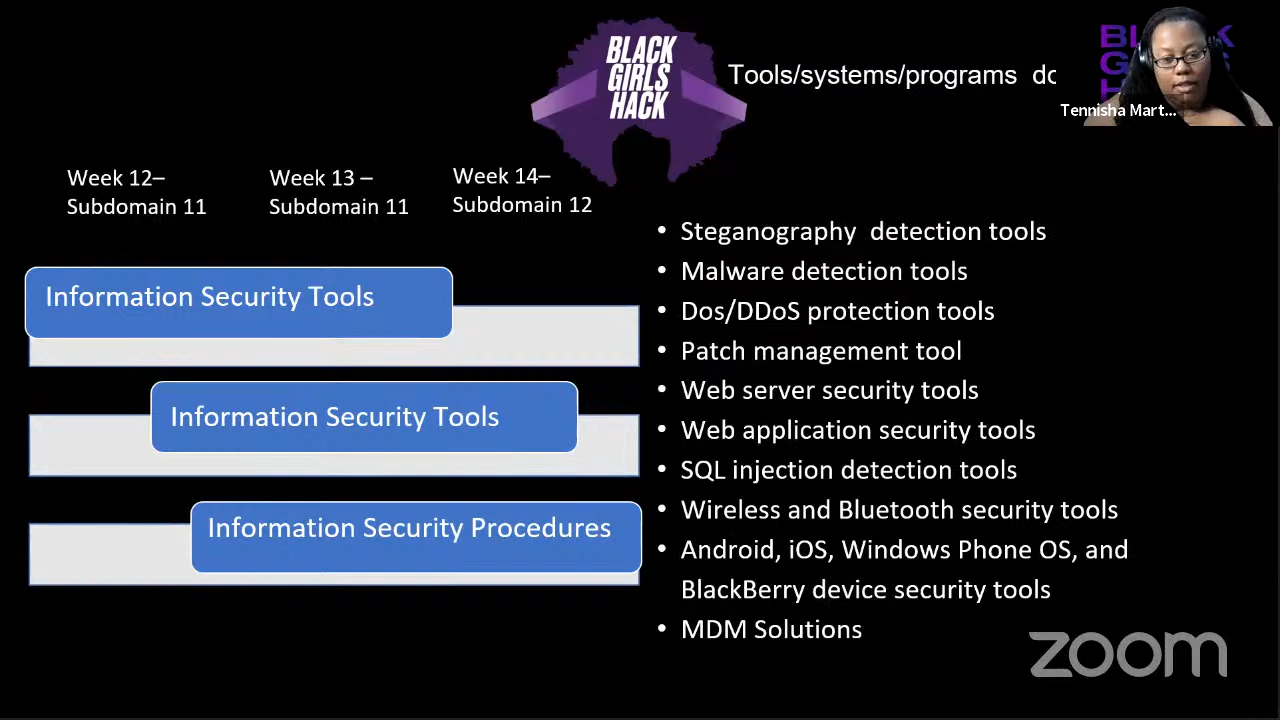 BLACK
GIRLS
HACK
Tools/systems/programs
Tennisha Mart...
Week 12–
Subdomain 11
Week 13 –
Subdomain 11
Week 14–
Subdomain 12
Information Security Tools
Information Security Tools
Information Security Procedures
• Steganography  detection tools
• Malware detection tools
• Dos/DDoS protection tools
• Patch management tool
• Web server security tools
• Web application security tools
• SQL injection detection tools
• Wireless and Bluetooth security tools
• Android, iOS, Windows Phone OS, and
BlackBerry device security tools
• MDM Solutions
zoom